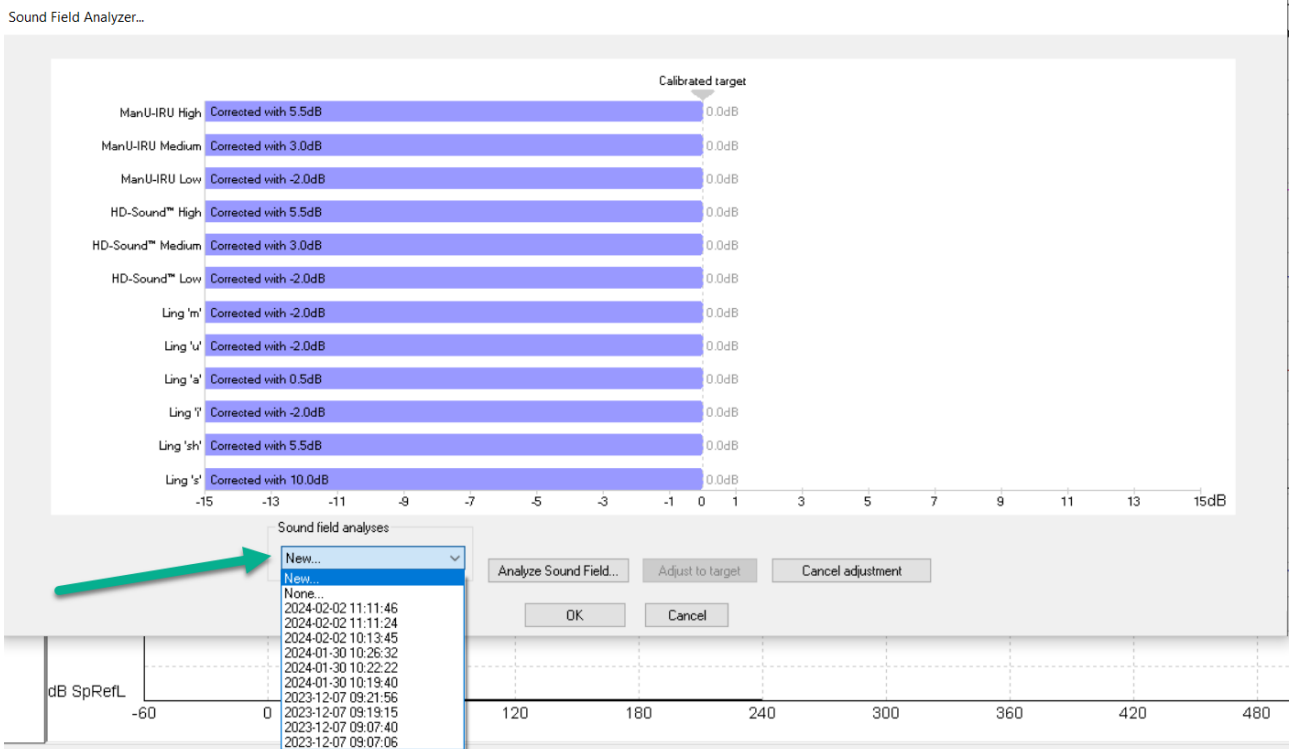 Sound Field Analyzer...
Calibrated target
ManU-IRU High Corrected with 5.5dB 0.0dB
ManU-IRU Medium Corrected with 3.0dB 0.0dB
ManU-IRU Low Corrected with -2.0dB 0.0dB
HD-Sound™ High Corrected with 5.5dB 0.0dB
HD-Sound™ Medium Corrected with 3.0dB 0.0dB
HD-Sound™ Low Corrected with -2.0dB 0.0dB
Ling 'm' Corrected with -2.0dB 0.0dB
Ling 'u' Corrected with -2.0dB 0.0dB
Ling 'a' Corrected with 0.5dB 0.0dB
Ling 'i' Corrected with -2.0dB 0.0dB
Ling 'sh' Corrected with 5.5dB 0.0dB
Ling 's' Corrected with 10.0dB 0.0dB
-15 -13 -11 -9 -7 -5 -3 -1 0 1 3 5 7 9 11 13 15dB
Sound field analyses
New... Analyze Sound Field... Adjust to target Cancel adjustment
New...
None...
2024-02-02 11:11:46 OK Cancel
2024-02-02 11:11:24
2024-02-02 10:13:45
2024-01-30 10:26:32
2024-01-30 10:22:22
2024-01-30 10:19:40
2023-12-07 09:21:56
2023-12-07 09:19:15
2023-12-07 09:07:40
2023-12-07 09:07:06
dB SpRefL
-60 0 120 180 240 300 360 420 480